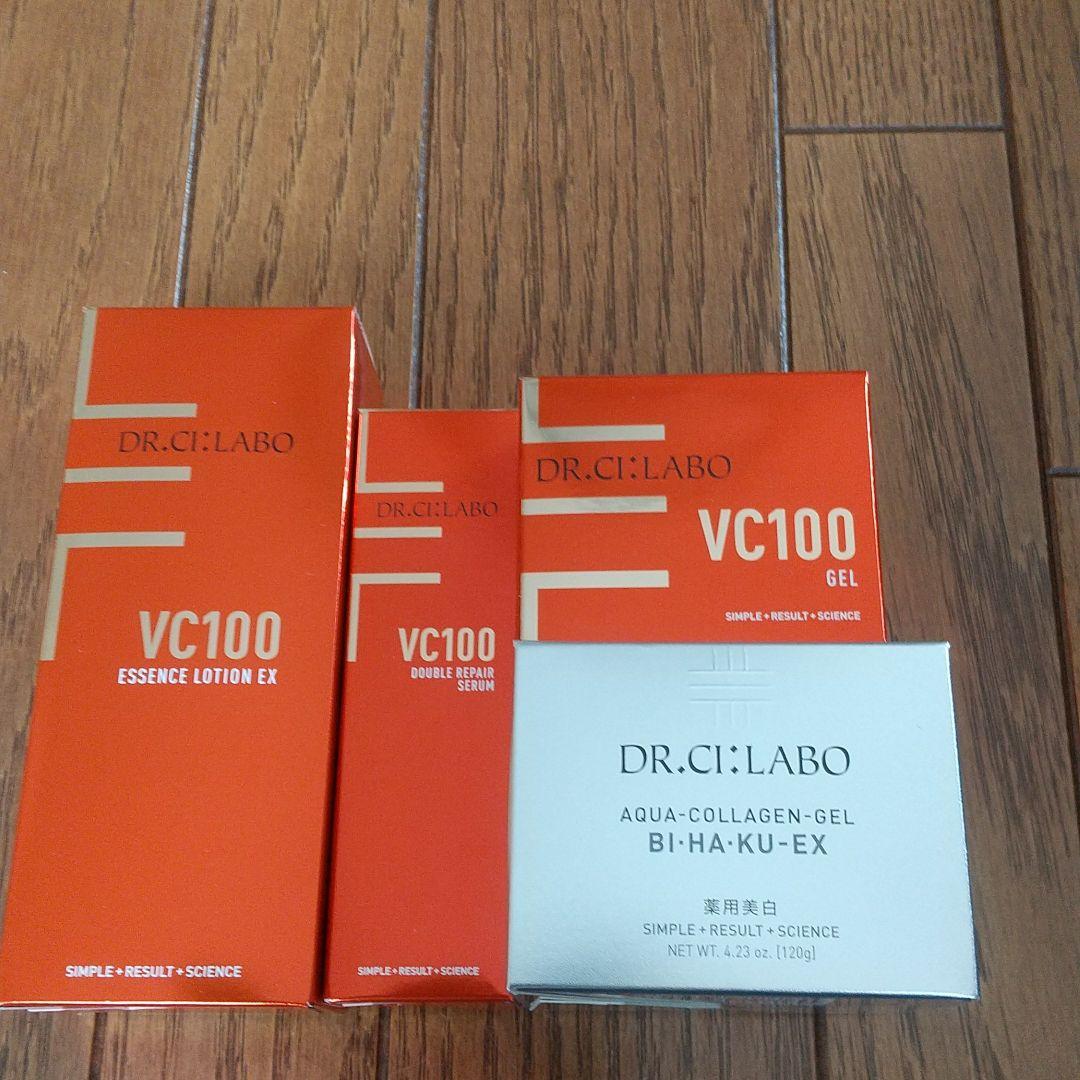 DR.CI:LABO
VC100
ESSENCE LOTION EX
SIMPLE+RESULT+SCIENCE
DR.CI:LABO
VC100
DOUBLE REPAIR
SERUM
SIMPLE+RESULT+SCIENCE
DR.CI:LABO
VC100
GEL
SIMPLE+RESULT+SCIENCE
DR.CI:LABO
AQUA-COLLAGEN-GEL
BI·HA·KU-EX
薬用美白
SIMPLE+RESULT+SCIENCE
NET WT. 4.23 oz. [120g]